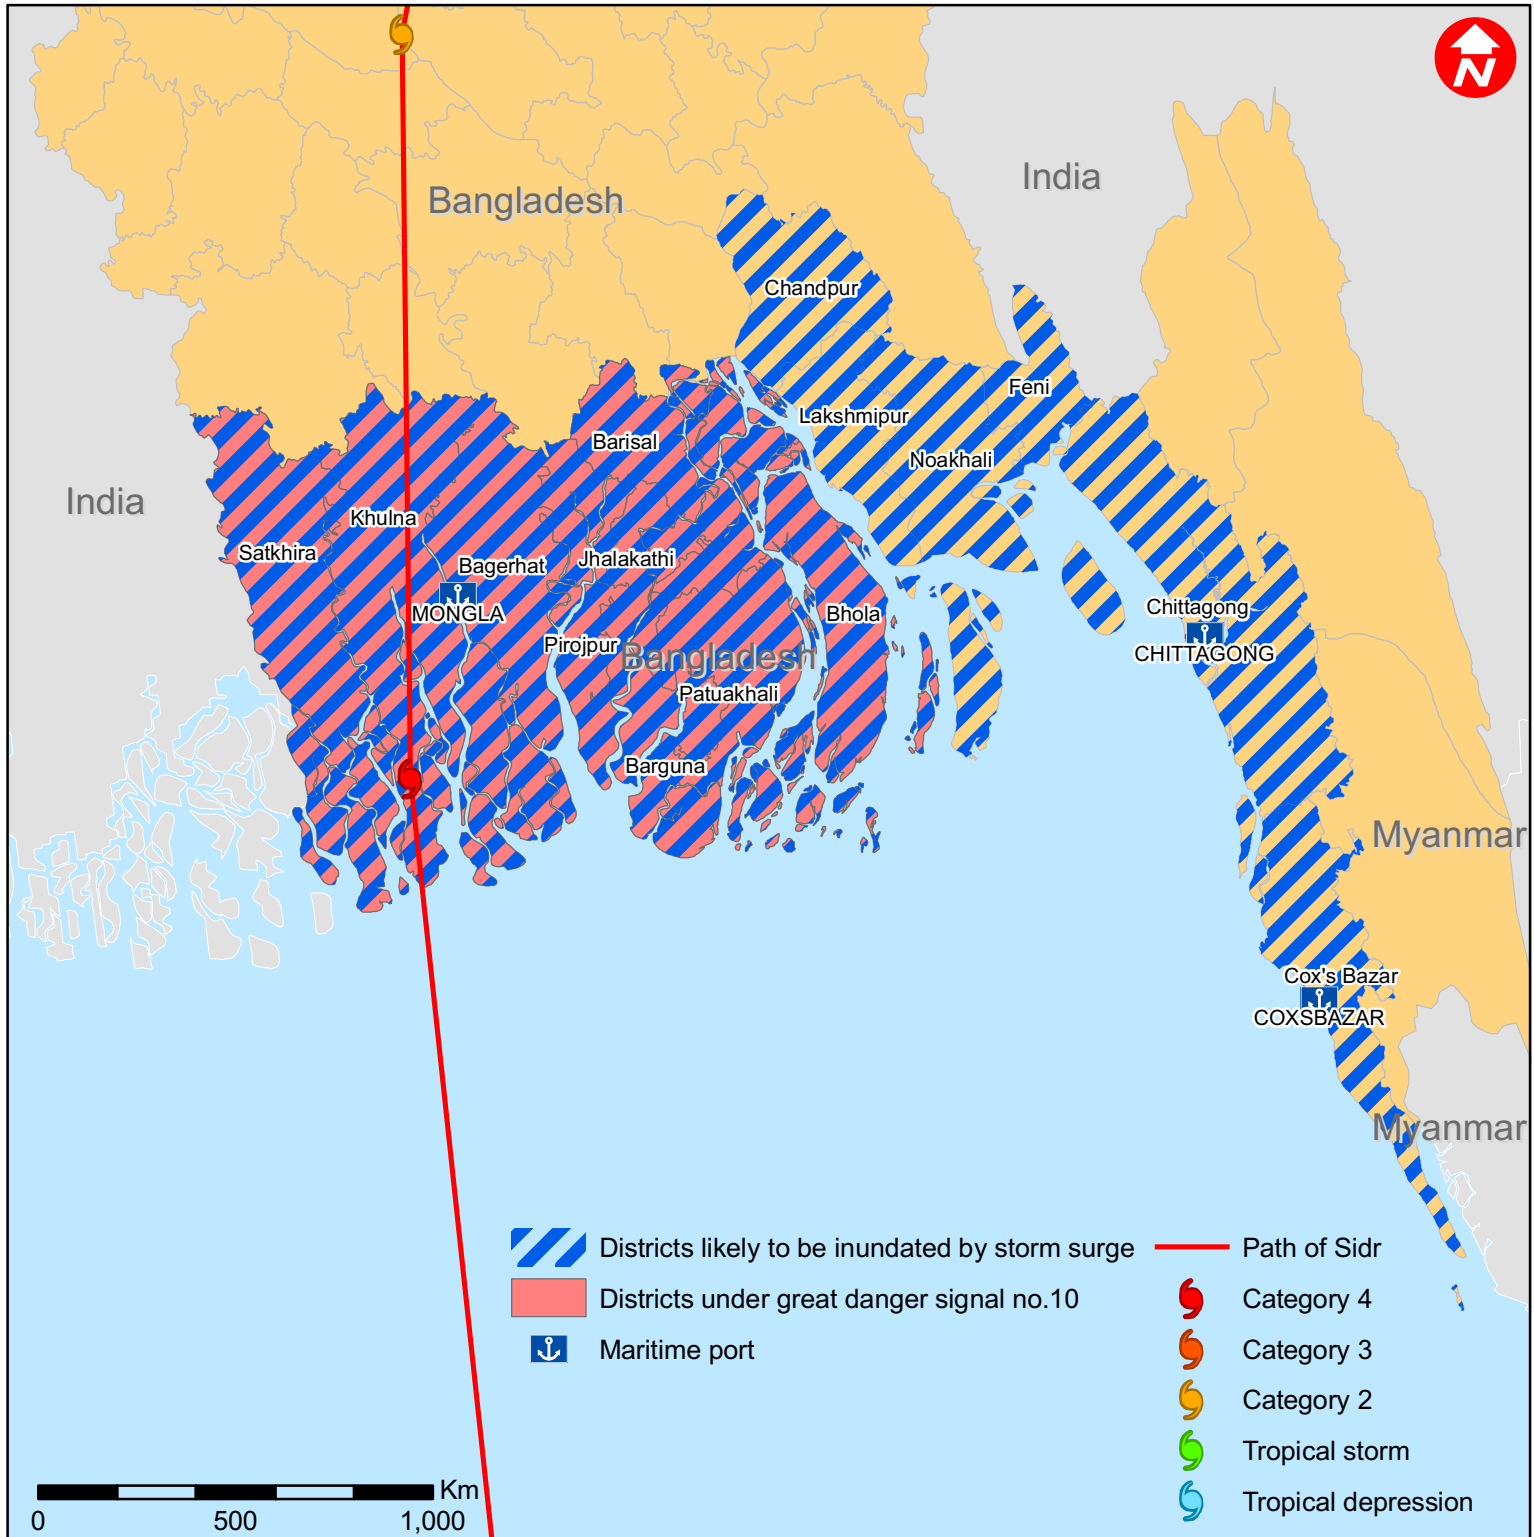 N
India
Bangladesh
Chandpur
Feni
Lakshmipur
Barisal
Noakhali
India
Khulna
Satkhira
Bagerhat
Jhalakathi
MONGLA
Chittagong
Bhola
Pirojpur
Bangladesh
CHITTAGONG
Patuakhali
Barguna
Myanmar
Cox's Bazar
COXSBAZAR
Myanmar
Districts likely to be inundated by storm surge
Path of Sidr
Districts under great danger signal no.10
Category 4
Maritime port
Category 3
Category 2
Tropical storm
Km
Tropical depression
0 500 1,000